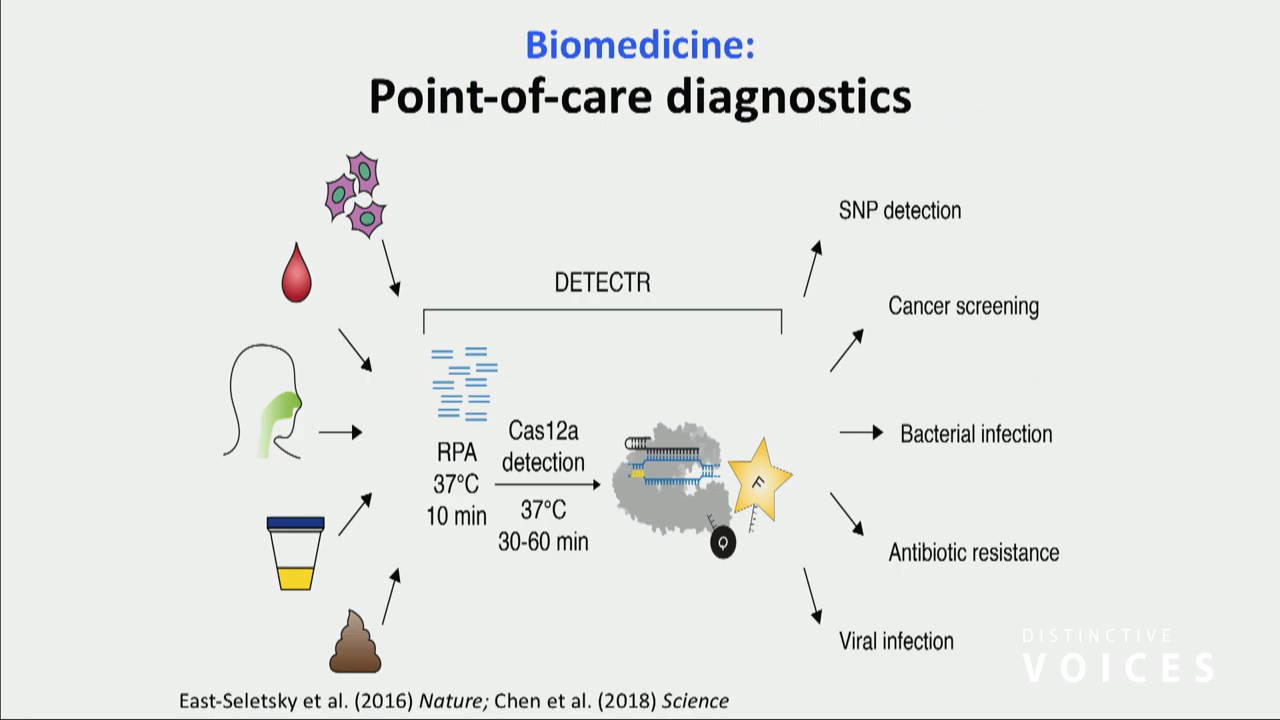 Biomedicine:
Point-of-care diagnostics
SNP detection
DETECTR
Cancer screening
RPA
37°C
10 min
Cas12a
detection
37°C
30-60 min
F
Q
Bacterial infection
Antibiotic resistance
Viral infection
DISTINCTIVE
VOICES
East-Seletsky et al. (2016) Nature; Chen et al. (2018) Science